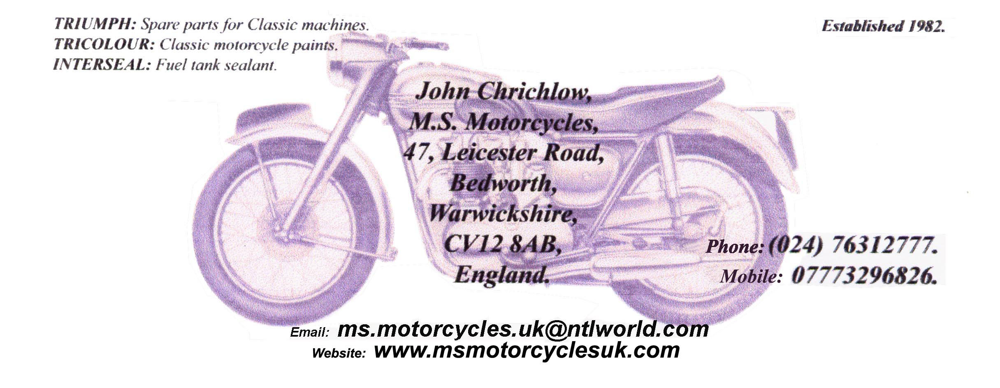 TRIUMPH: Spare parts for Classic machines.
TRICOLOUR: Classic motorcycle paints.
INTERSEAL: Fuel tank sealant.
Established 1982.
John Chrichlow,
M.S. Motorcycles,
47, Leicester Road,
Bedworth,
Warwickshire,
CV12 8AB,
England.
Phone: (024) 76312777.
Mobile: 07773296826.
Email: ms.motorcycles.uk@ntlworld.com
Website: www.msmotorcyclesuk.com